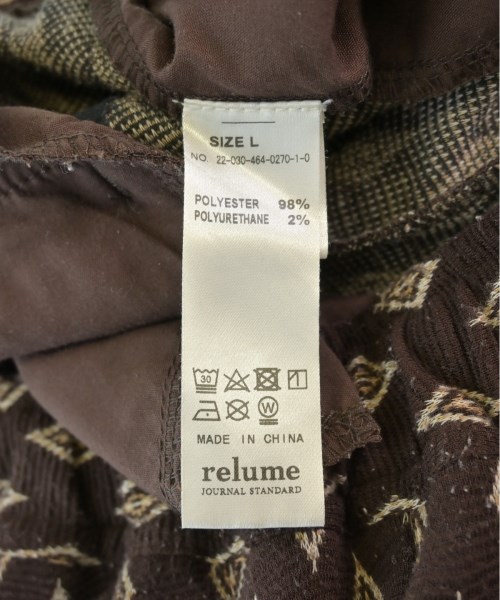 SIZE L
NO. 22-030-464-0270-1-0
POLYESTER 98%
POLYURETHANE 2%
30
W
MADE IN CHINA
relume
JOURNAL STANDARD